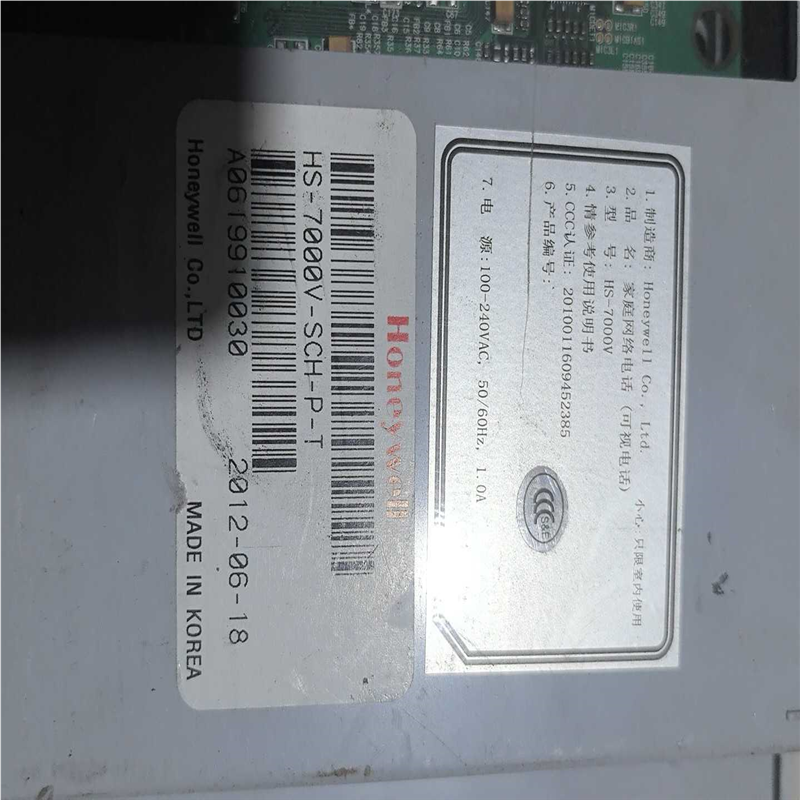 Honeywell
HS-7000V-SCH-P-T
A0619910030 2012-06-18
Honeywell Co.,LTD MADE IN KOREA
小心 只限室内使用
1. 制造商: Honeywell Co., Ltd.
2. 品 名: 家庭网络电话 (可视电话)
3. 型 号: HS-7000V
4. 情参考使用说明书
5. CCC认证: 2010011609452385
6. 产品编号:
7. 电 源: 100-240VAC, 50/60Hz, 1.0A
CCC
S&E